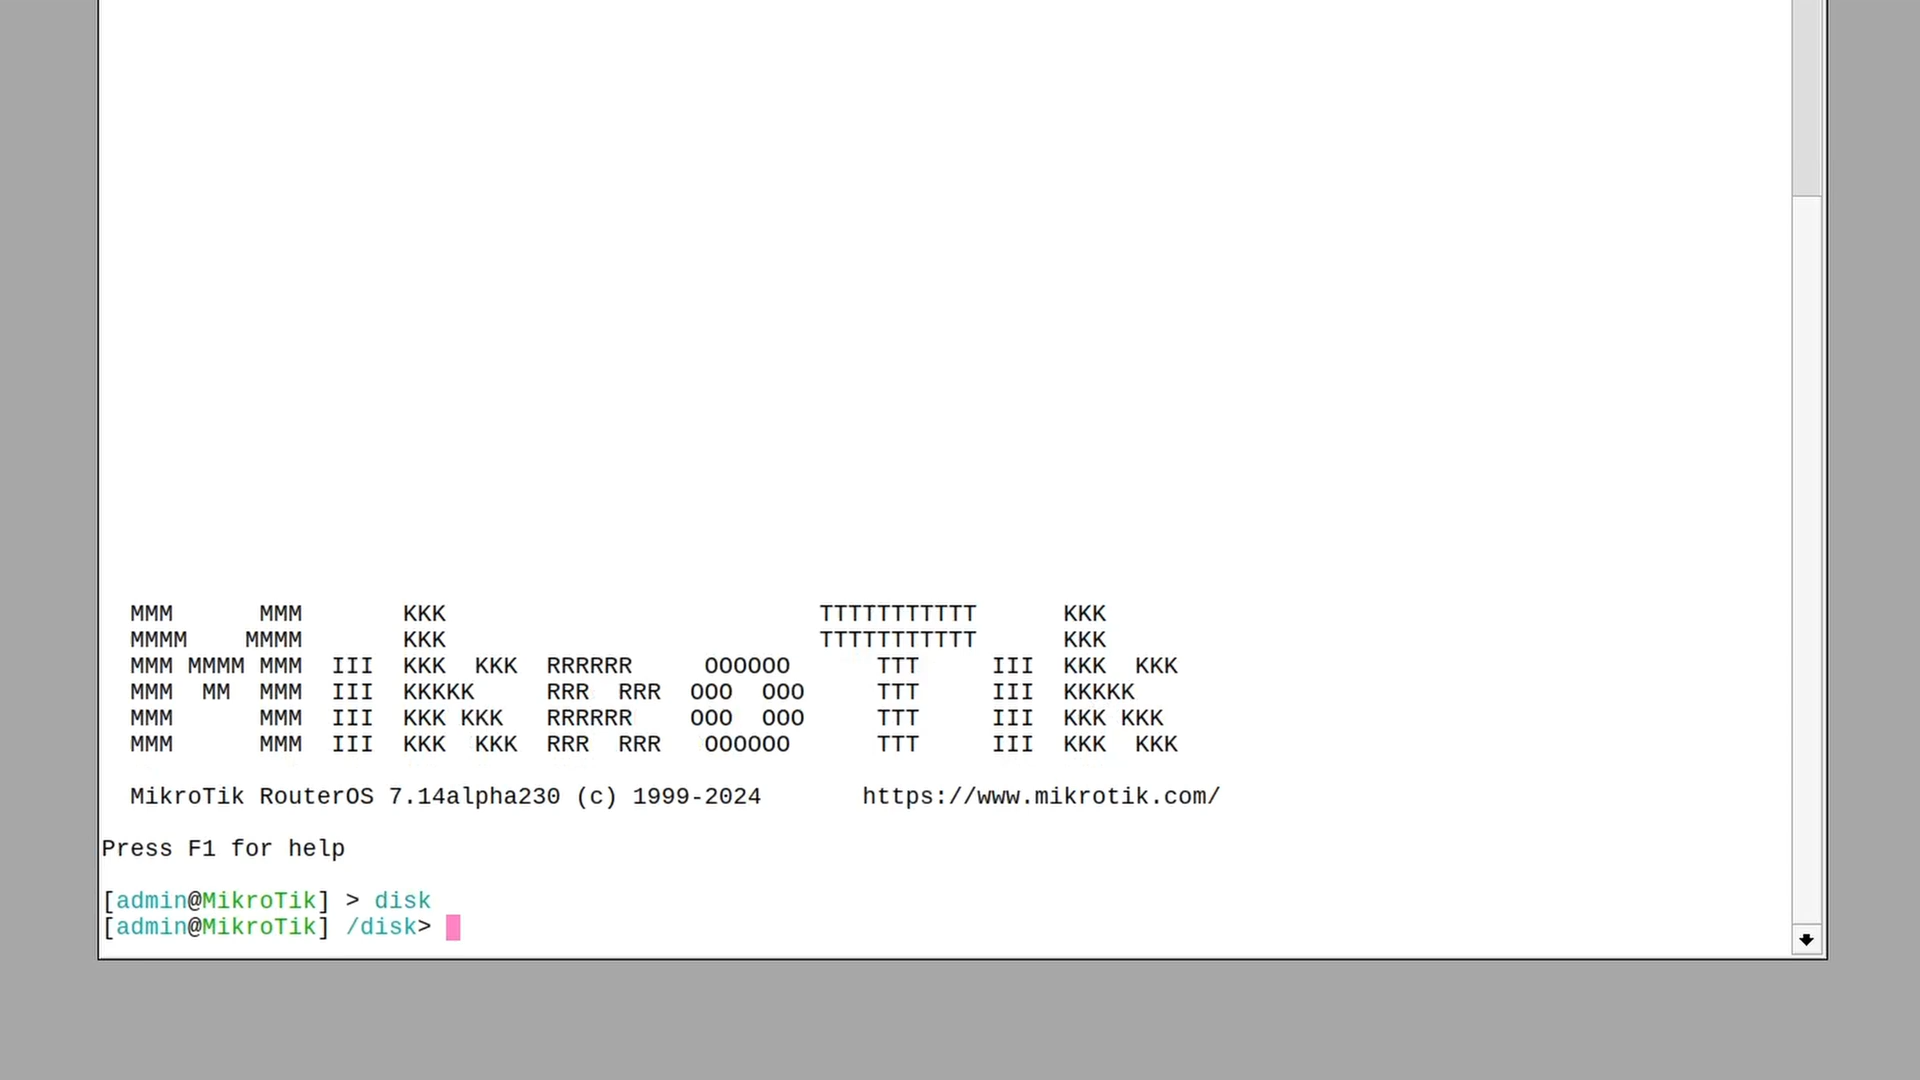 MMM      MMM       KKK                          TTTTTTTTTTT      KKK
  MMMM    MMMM       KKK                          TTTTTTTTTTT      KKK
  MMM MMMM MMM  III  KKK  KKK  RRRRRR     OOOOOO      TTT     III  KKK  KKK
  MMM  MM  MMM  III  KKKKK     RRR  RRR  OOO  OOO     TTT     III  KKKKK
  MMM      MMM  III  KKK KKK   RRRRRR    OOO  OOO     TTT     III  KKK KKK
  MMM      MMM  III  KKK  KKK  RRR  RRR   OOOOOO      TTT     III  KKK  KKK
  MikroTik RouterOS 7.14alpha230 (c) 1999-2024       https://www.mikrotik.com/
Press F1 for help
[admin@MikroTik] > disk
[admin@MikroTik] /disk>